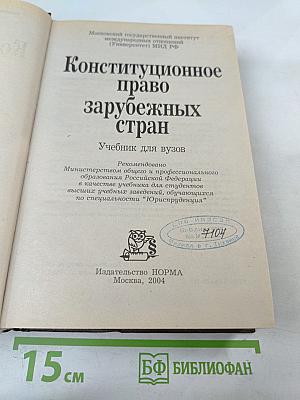 Московский государственный институт
международных отношений
(Университет) МИД РФ
Конституционное
право
зарубежных
стран
Учебник для вузов
Рекомендовано
Министерством общего и профессионального
образования Российской Федерации
в качестве учебника для студентов
высших учебных заведений, обучающихся
по специальности "Юриспруденция"
7104
Издательство НОРМА
Москва, 2004
15 см
БФ БИБЛИОФАН